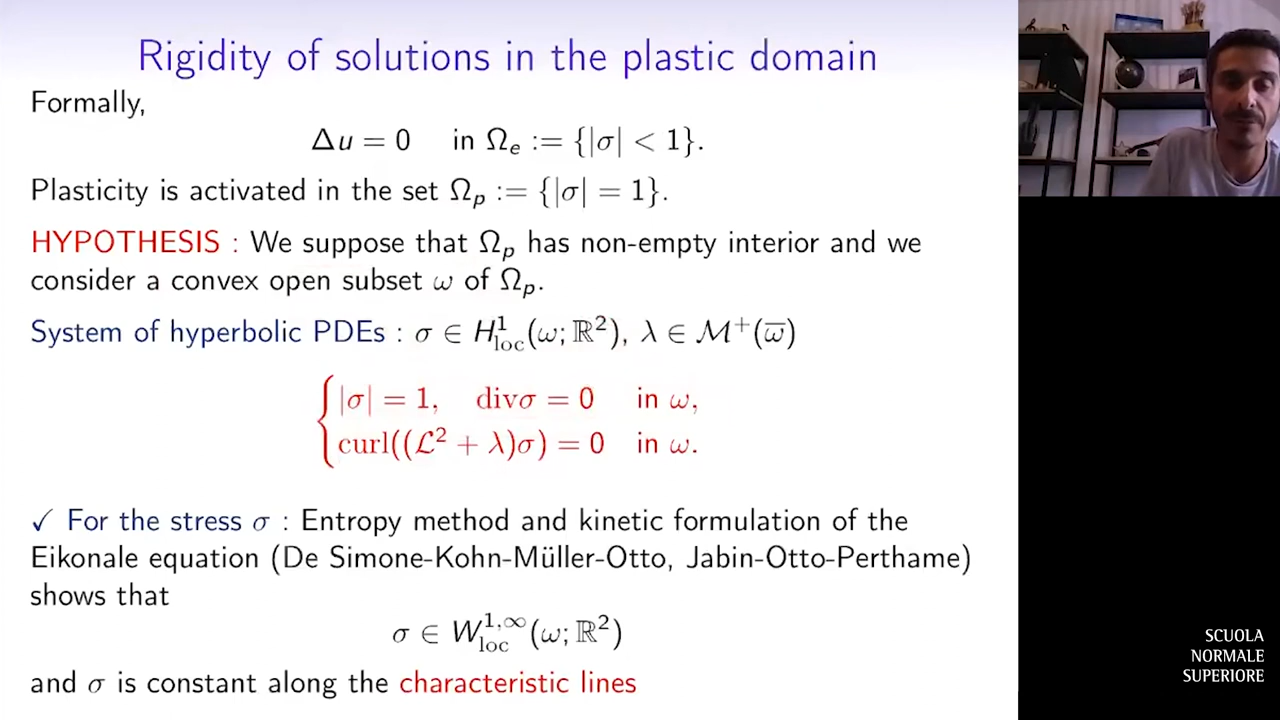 Rigidity of solutions in the plastic domain
Formally,
Δu = 0 in Ωₑ := {|σ| < 1}.
Plasticity is activated in the set Ωₚ := {|σ| = 1}.
HYPOTHESIS : We suppose that Ωₚ has non-empty interior and we
consider a convex open subset ω of Ωₚ.
System of hyperbolic PDEs : σ ∈ H¹_loc(ω; ℝ²), λ ∈ ℳ⁺(ω̅)
|σ| = 1, divσ = 0 in ω,
curl((ℒ² + λ)σ) = 0 in ω.
✓ For the stress σ : Entropy method and kinetic formulation of the
Eikonale equation (De Simone-Kohn-Müller-Otto, Jabin-Otto-Perthame)
shows that
σ ∈ W^{1,∞}_loc(ω; ℝ²)
and σ is constant along the characteristic lines
SCUOLA
NORMALE
SUPERIORE